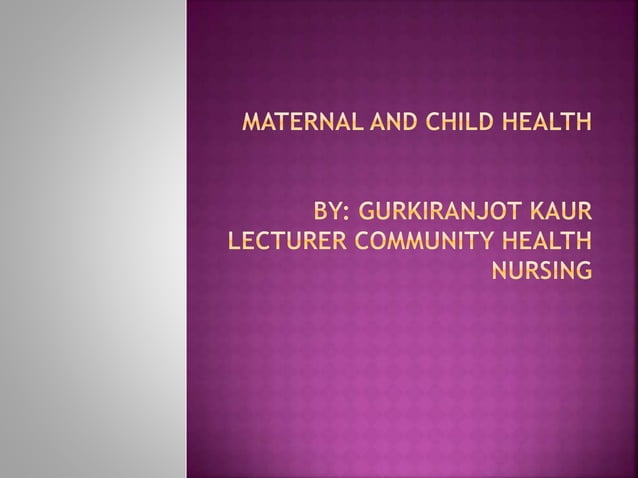 MATERNAL AND CHILD HEALTH
BY: GURKIRANJOT KAUR
LECTURER COMMUNITY HEALTH
NURSING